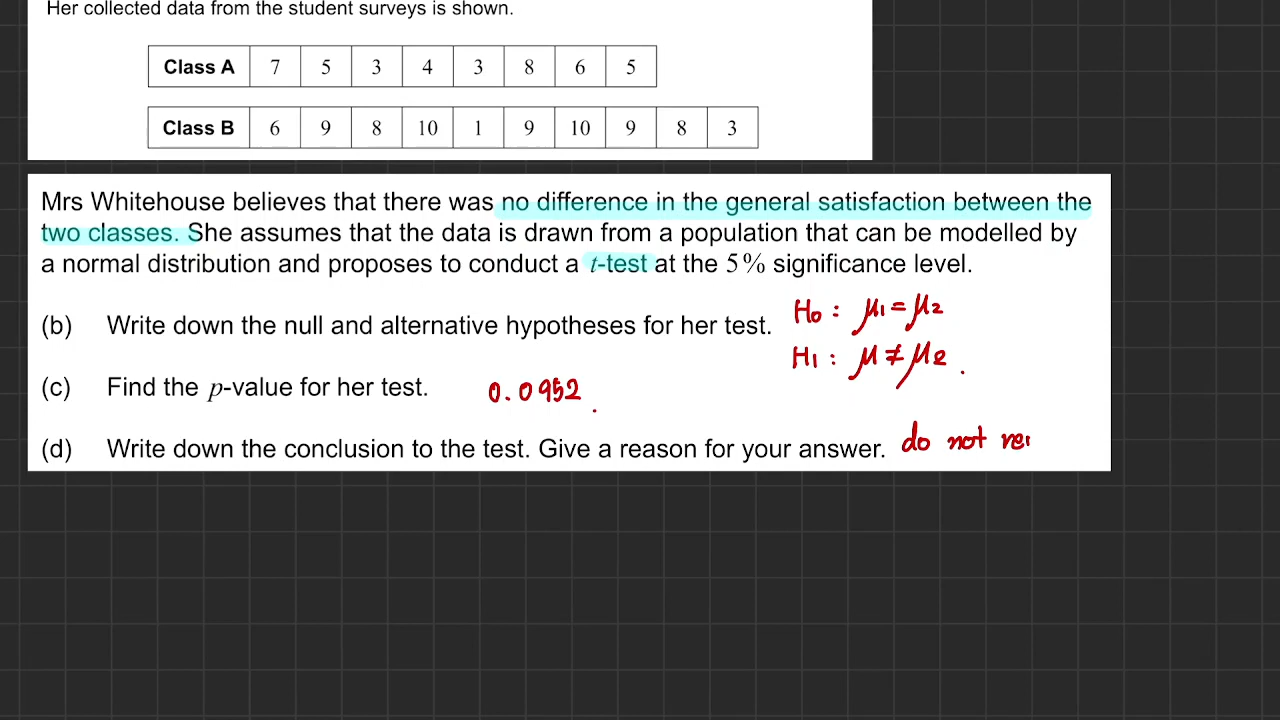 Her collected data from the student surveys is shown.
Class A 7 5 3 4 3 8 6 5
Class B 6 9 8 10 1 9 10 9 8 3
Mrs Whitehouse believes that there was no difference in the general satisfaction between the
two classes. She assumes that the data is drawn from a population that can be modelled by
a normal distribution and proposes to conduct a t-test at the 5% significance level.
(b) Write down the null and alternative hypotheses for her test. H0 : μ1 = μ2
H1 : μ ≠ μ2 .
(c) Find the p-value for her test. 0.0952 .
(d) Write down the conclusion to the test. Give a reason for your answer. do not rei